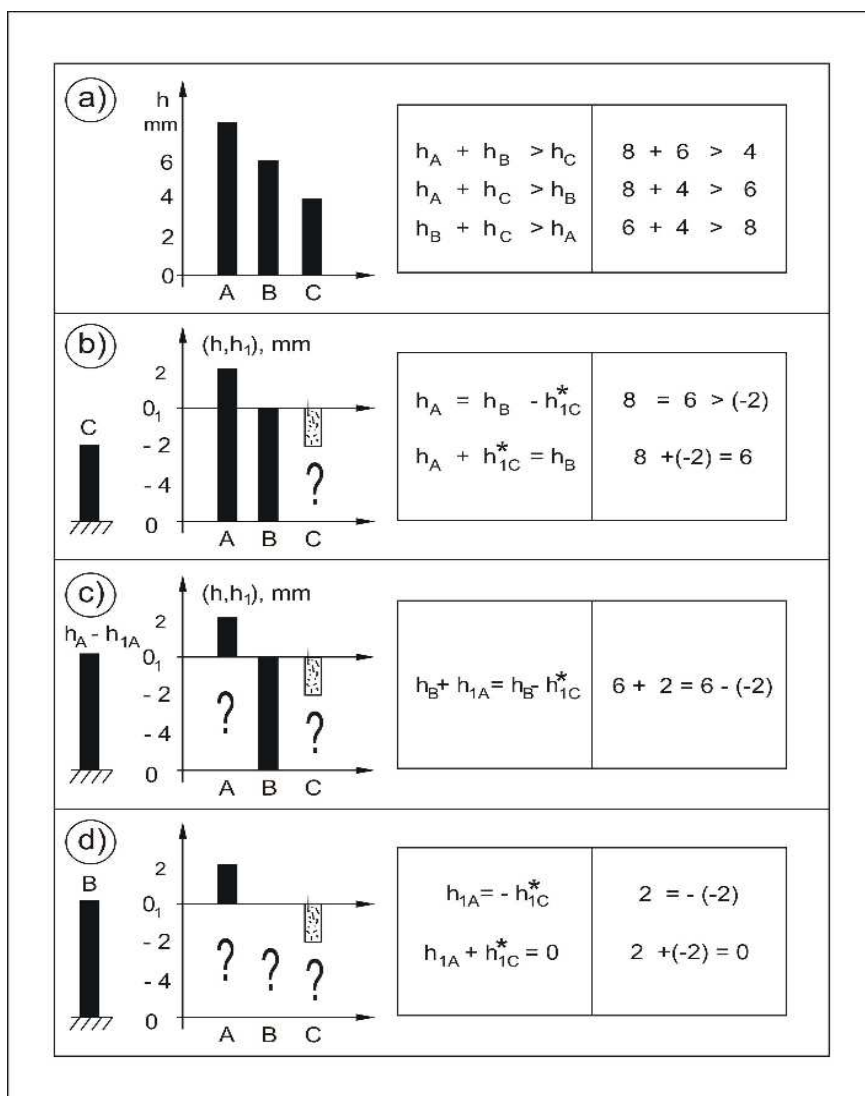 a)
h
mm
6
4
2
0
A B C
h_A + h_B > h_C
h_A + h_C > h_B
h_B + h_C > h_A
8 + 6 > 4
8 + 4 > 6
6 + 4 > 8
b)
C
(h,h_1), mm
2
0_1
- 2
- 4
0
?
A B C
h_A = h_B - h*_1C
h_A + h*_1C = h_B
8 = 6 > (-2)
8 +(-2) = 6
c)
h_A - h_1A
(h,h_1), mm
2
0_1
- 2
- 4
0
? ?
A B C
h_B + h_1A = h_B - h*_1C
6 + 2 = 6 - (-2)
d)
B
2
0_1
- 2
- 4
0
? ? ?
A B C
h_1A = - h*_1C
h_1A + h*_1C = 0
2 = - (-2)
2 +(-2) = 0